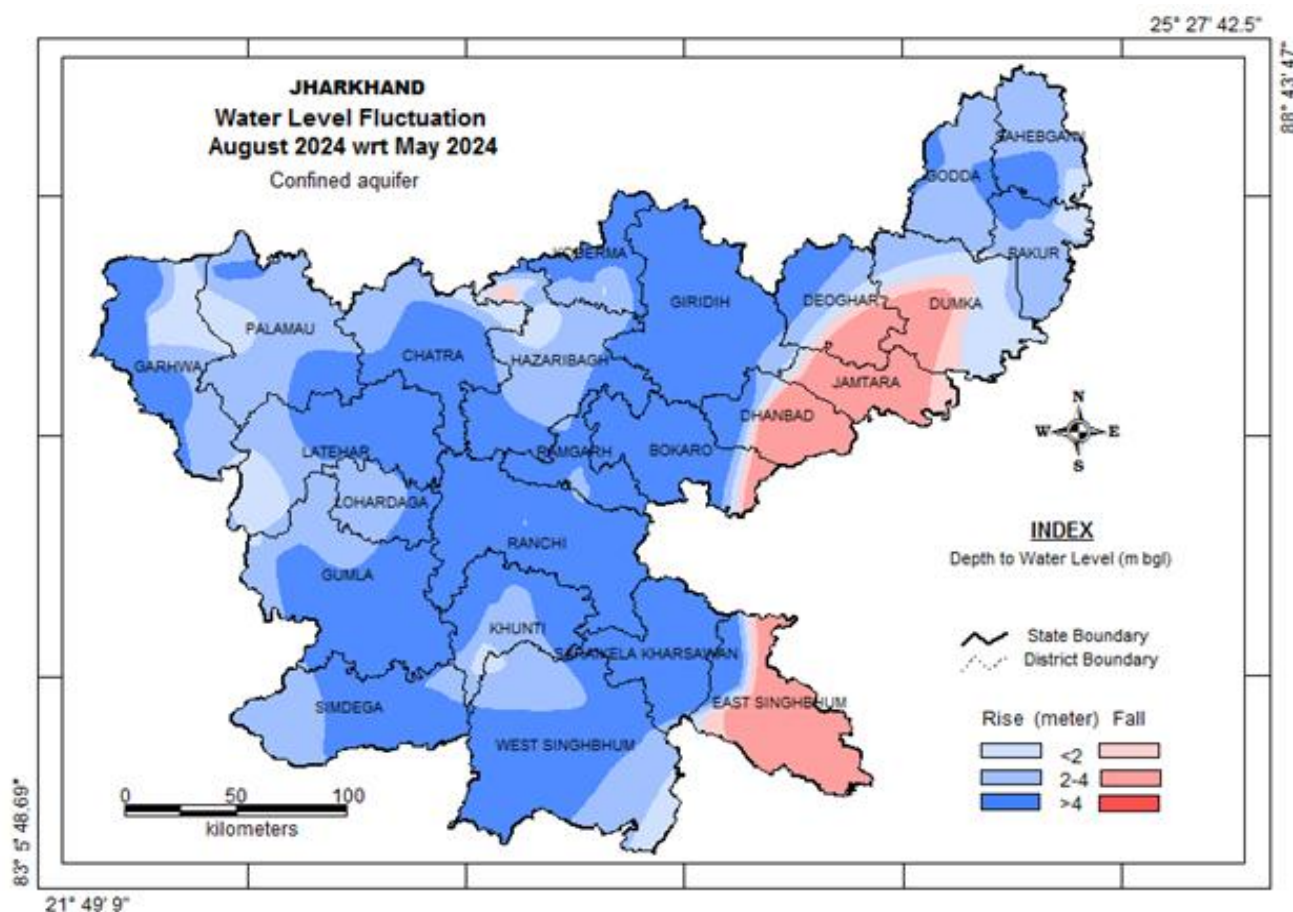 25° 27' 42.5"
88° 43' 47"
JHARKHAND
Water Level Fluctuation
August 2024 wrt May 2024
Confined aquifer
SAHEBGANJ
GODDA
KODERMA
PAKUR
GIRIDIH
DEOGHAR
DUMKA
PALAMAU
CHATRA
HAZARIBAGH
GARHWA
JAMTARA
DHANBAD
LATEHAR
RAMGARH
BOKARO
LOHARDAGA
RANCHI
GUMLA
KHUNTI
SARAIKELA KHARSAWAN
SIMDEGA
EAST SINGHBHUM
WEST SINGHBHUM
N
W E
S
INDEX
Depth to Water Level (m bgl)
State Boundary
District Boundary
Rise (meter) Fall
<2
2-4
>4
0 50 100
kilometers
83° 5' 48.69"
21° 49' 9"